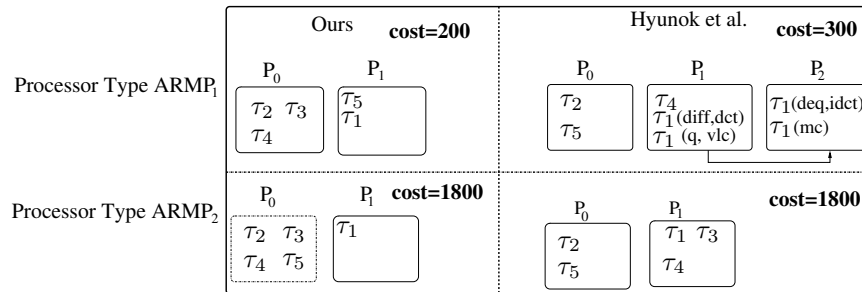 Ours cost=200 Hyunok et al. cost=300
P0 P1 P0 P1 P2
Processor Type ARMP1
τ2 τ3 τ5 τ2 τ4 τ1(deq,idct)
τ4 τ1 τ1(diff,dct)
τ5 τ1 (q, vlc) τ1(mc)
P0 P1 cost=1800 cost=1800
Processor Type ARMP2 P0 P1
τ2 τ3 τ1 τ2 τ1 τ3
τ4 τ5 τ5 τ4